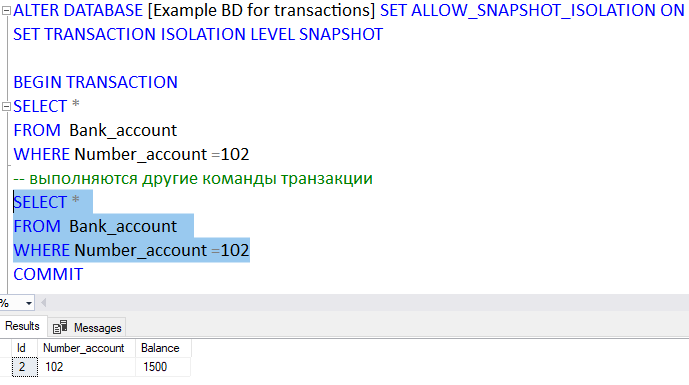 ALTER DATABASE [Example BD for transactions] SET ALLOW_SNAPSHOT_ISOLATION ON
SET TRANSACTION ISOLATION LEVEL SNAPSHOT
BEGIN TRANSACTION
SELECT *
FROM Bank_account
WHERE Number_account =102
-- выполняются другие команды транзакции
SELECT *
FROM Bank_account
WHERE Number_account =102
COMMIT
%
Results Messages
Id Number_account Balance
2 102 1500